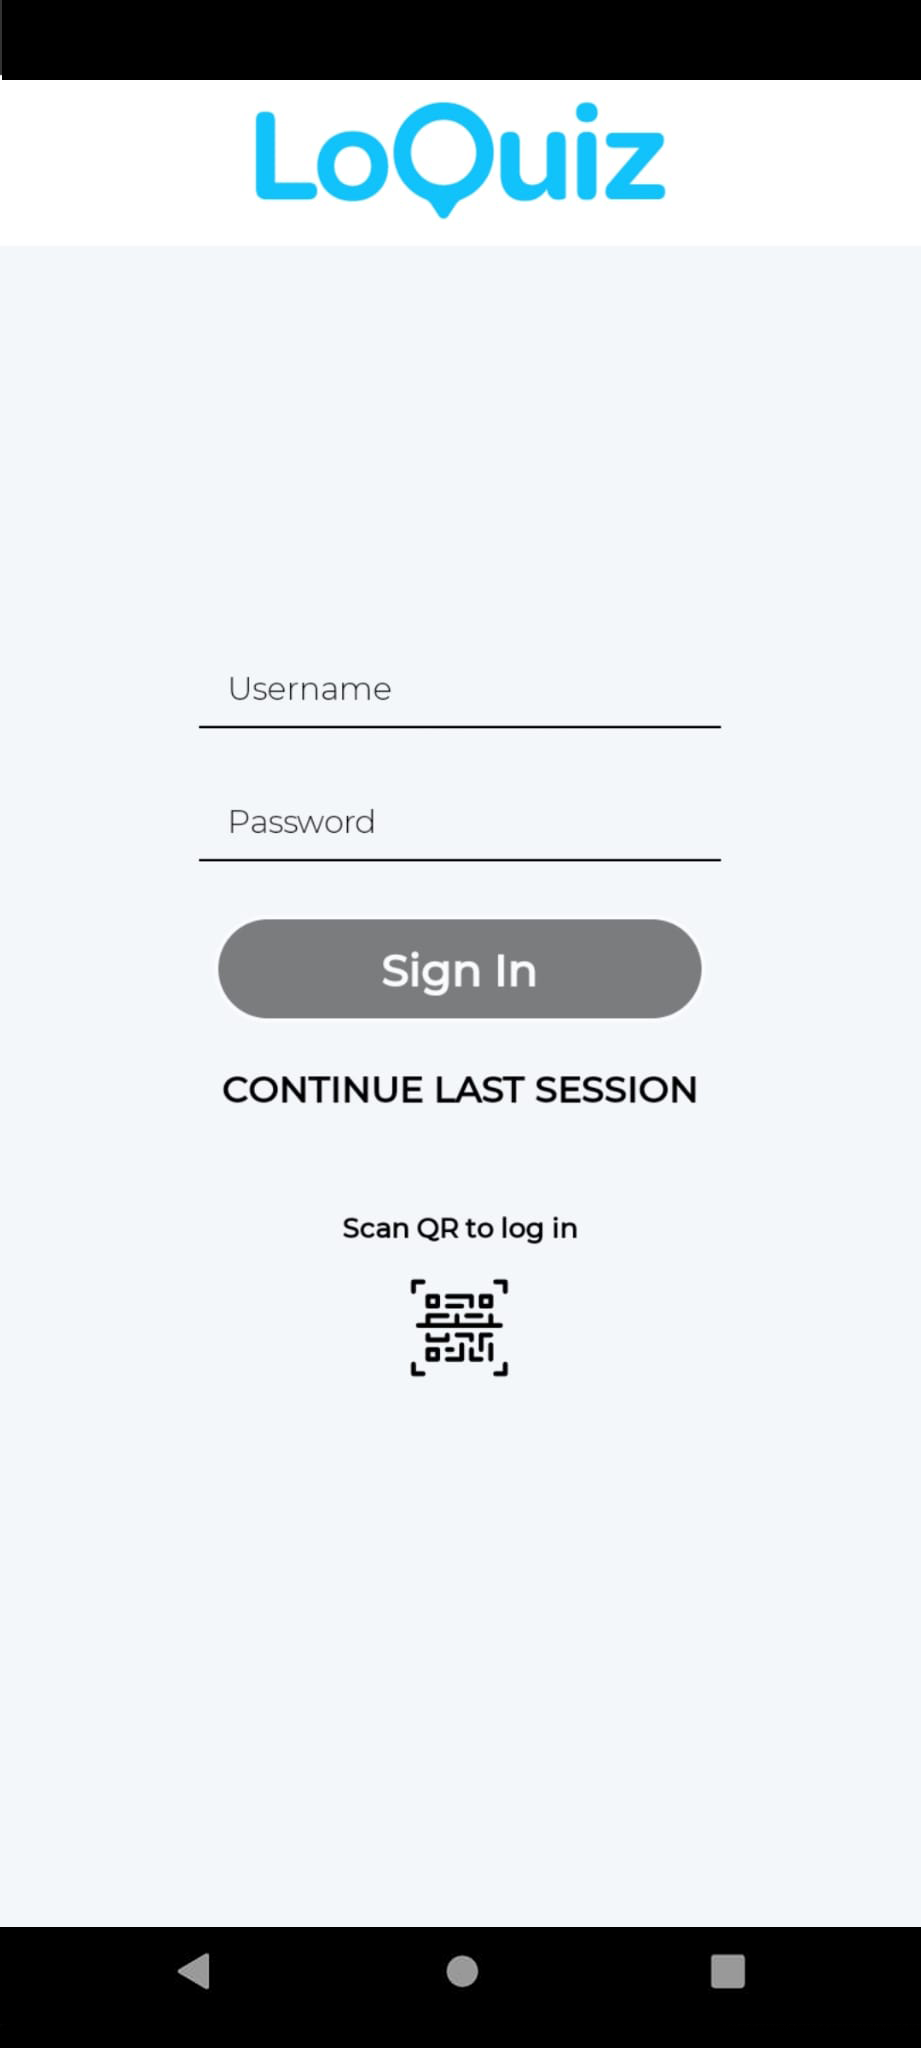 LoQuiz
Username
Password
Sign In
CONTINUE LAST SESSION
Scan QR to log in